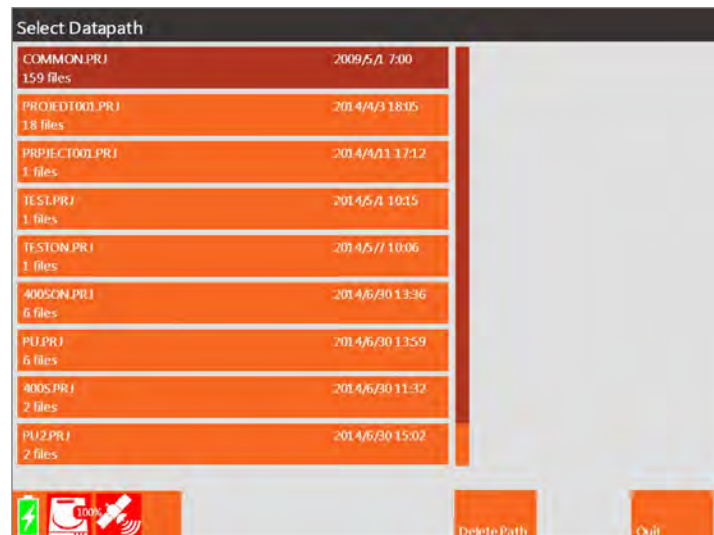 Select Datapath
COMMON.PRJ 2009/5/1 7:00
159 files
PROJEDT001.PRJ 2014/4/3 18:05
18 files
PRPJECT001.PRJ 2014/4/11 17:12
1 files
TEST.PRJ 2014/5/1 10:15
1 files
TESTON.PRJ 2014/5/7 10:06
1 files
400SON.PRJ 2014/6/30 13:36
6 files
PU.PRJ 2014/6/30 13:59
6 files
400S.PRJ 2014/6/30 11:32
2 files
PU2.PRJ 2014/6/30 15:02
2 files
100%
Delete Path Quit